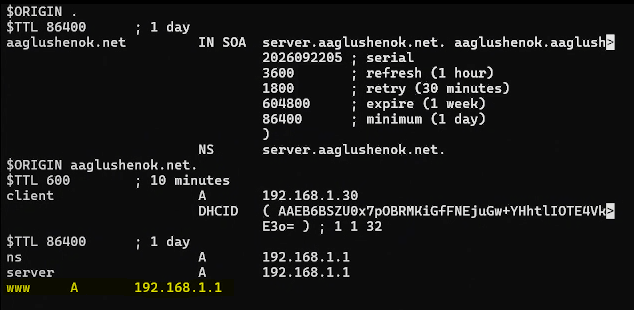 $ORIGIN .
$TTL 86400 ; 1 day
aaglushenok.net IN SOA server.aaglushenok.net. aaglushenok.aaglush>
2026092205 ; serial
3600 ; refresh (1 hour)
1800 ; retry (30 minutes)
604800 ; expire (1 week)
86400 ; minimum (1 day)
)
NS server.aaglushenok.net.
$ORIGIN aaglushenok.net.
$TTL 600 ; 10 minutes
client A 192.168.1.30
DHCID ( AAEB6BSZU0x7pOBRMKiGfFNEjuGw+YHhtlIOTE4Vk>
E3o= ) ; 1 1 32
$TTL 86400 ; 1 day
ns A 192.168.1.1
server A 192.168.1.1
www A 192.168.1.1